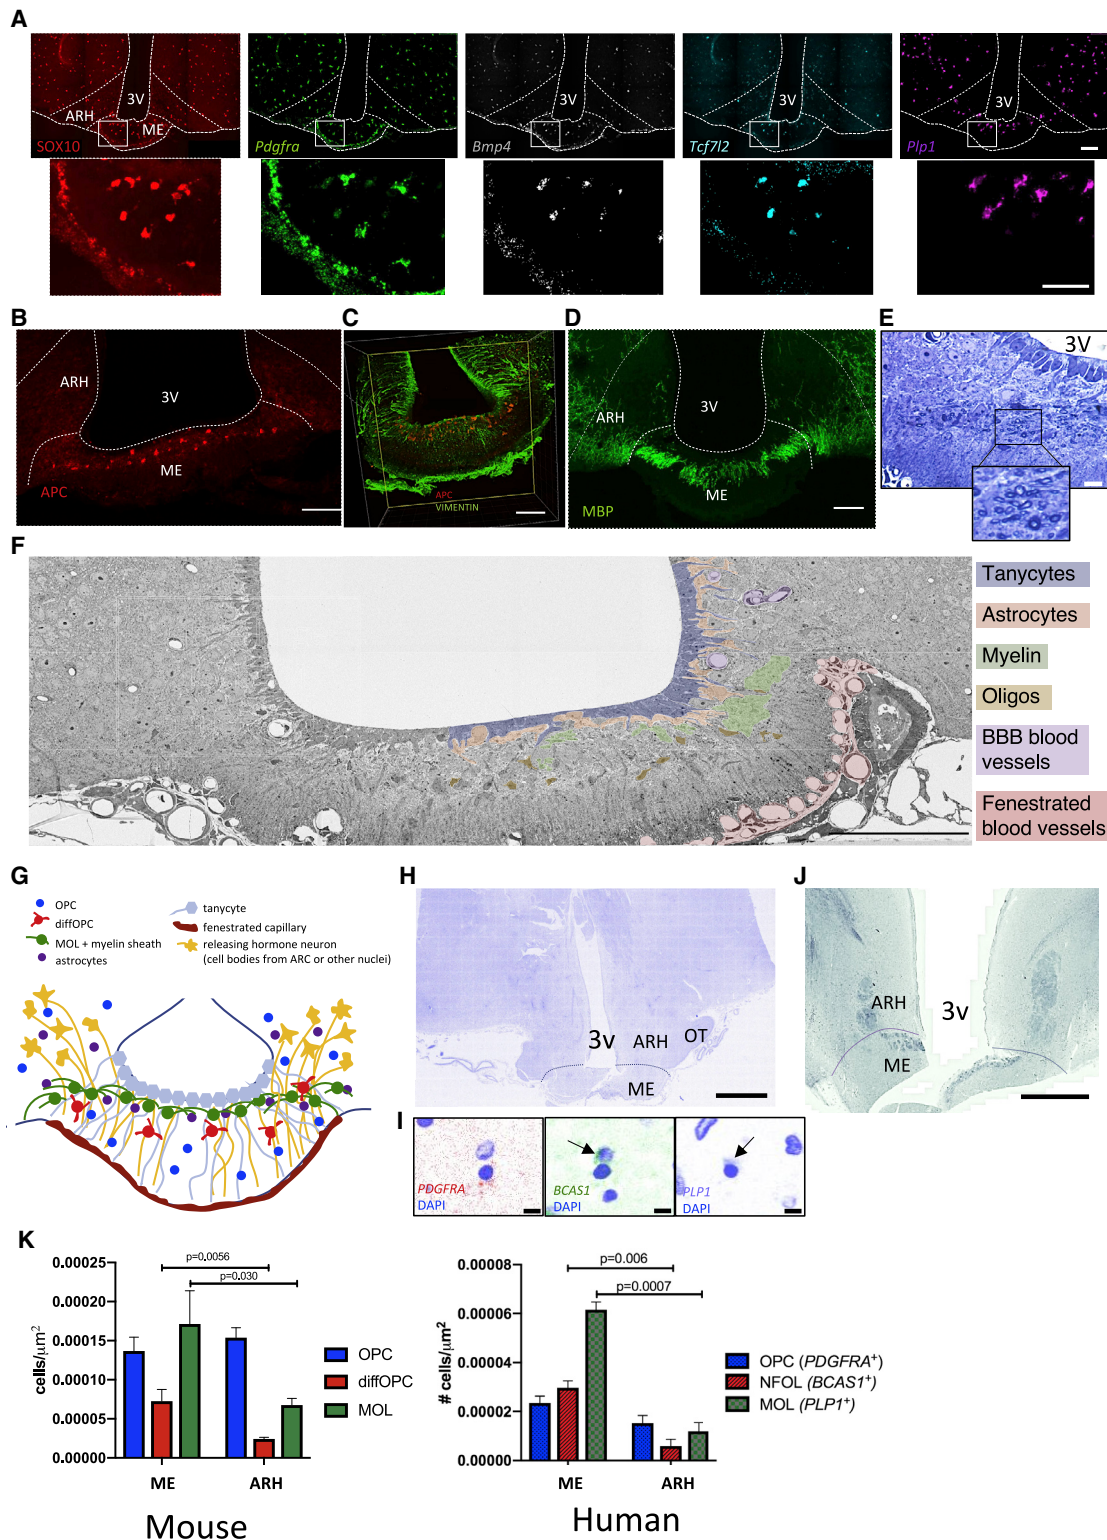 A
3V
ARH
ME
SOX10
3V
Pdgfra
3V
Bmp4
3V
Tcf7l2
3V
Plp1
B
ARH
3V
ME
APC
C
APC
VIMENTIN
D
ARH
3V
ME
MBP
E
3V
F
Tanycytes
Astrocytes
Myelin
Oligos
BBB blood
vessels
Fenestrated
blood vessels
G
OPC
diffOPC
MOL + myelin sheath
astrocytes
tanycyte
fenestrated capillary
releasing hormone neuron
(cell bodies from ARC or other nuclei)
H
3v
ARH
OT
ME
J
ARH
3v
ME
I
PDGFRA
DAPI
BCAS1
DAPI
PLP1
DAPI
K
cells/μm²
0.00025
0.00020
0.00015
0.00010
0.00005
0.00000
p=0.0056
p=0.030
ME
ARH
OPC
diffOPC
MOL
Mouse
# cells/μm²
0.00008
0.00006
0.00004
0.00002
0.00000
p=0.006
p=0.0007
ME
ARH
OPC (PDGFRA⁺)
NFOL (BCAS1⁺)
MOL (PLP1⁺)
Human